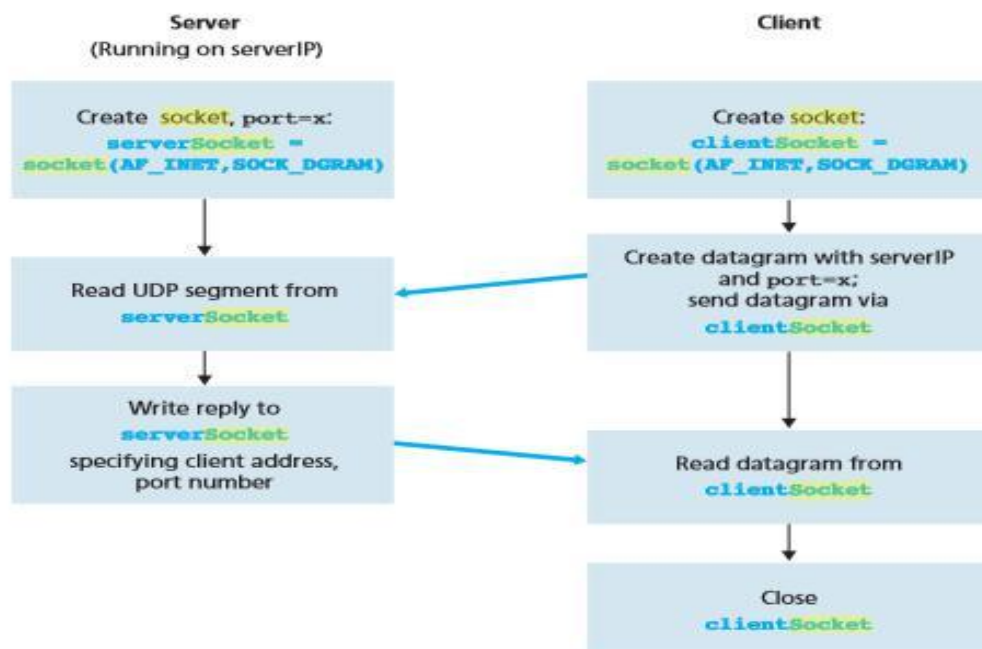 Server
(Running on serverIP)
Create socket, port=x:
serverSocket =
socket(AF_INET,SOCK_DGRAM)
Read UDP segment from
serverSocket
Write reply to
serverSocket
specifying client address,
port number
Client
Create socket:
clientSocket =
socket(AF_INET,SOCK_DGRAM)
Create datagram with serverIP
and port=x;
send datagram via
clientSocket
Read datagram from
clientSocket
Close
clientSocket